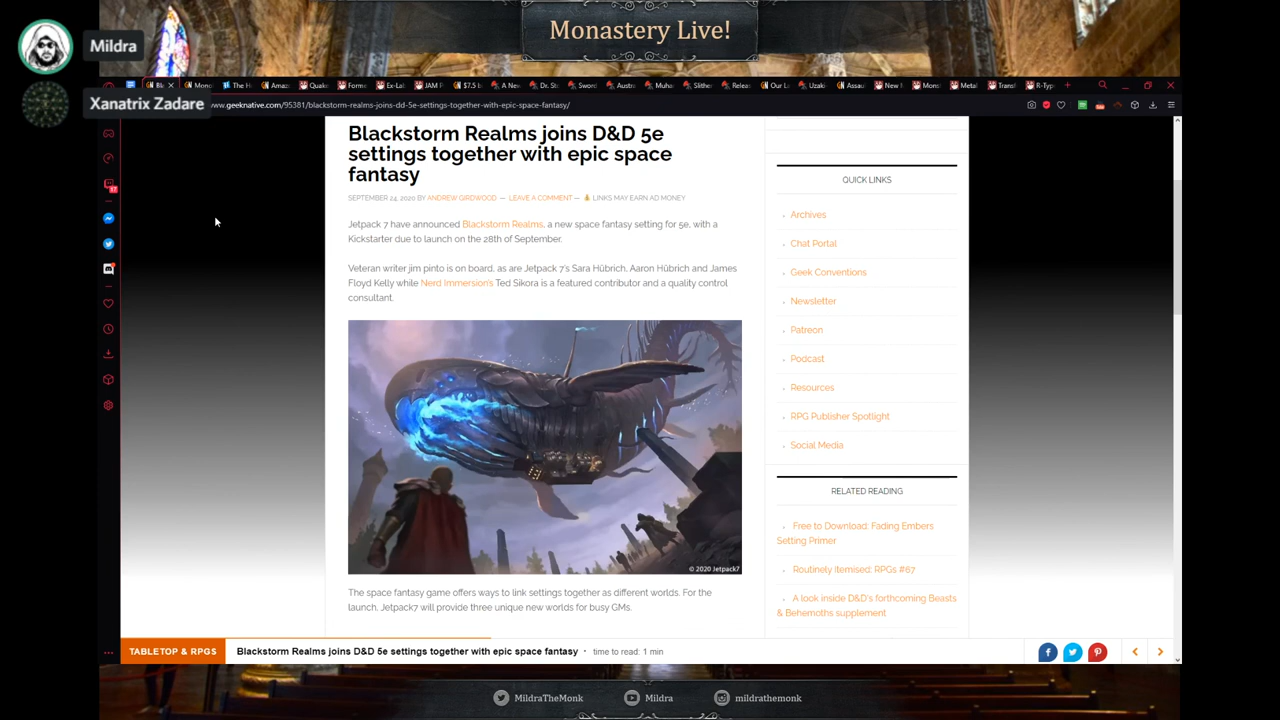 Monastery Live!
Mildra
Xanatrix Zadare
www.geeknative.com/95381/blackstorm-realms-joins-dd-5e-settings-together-with-epic-space-fantasy/
Blackstorm Realms joins D&D 5e
settings together with epic space
fantasy
SEPTEMBER 24, 2020 BY ANDREW GIRDWOOD — LEAVE A COMMENT — LINKS MAY EARN AD MONEY
Jetpack 7 have announced Blackstorm Realms, a new space fantasy setting for 5e, with a
Kickstarter due to launch on the 28th of September.
Veteran writer jim pinto is on board, as are Jetpack 7's Sara Hübrich, Aaron Hübrich and James
Floyd Kelly while Nerd Immersion's Ted Sikora is a featured contributor and a quality control
consultant.
© 2020 Jetpack7
The space fantasy game offers ways to link settings together as different worlds. For the
launch, Jetpack7 will provide three unique new worlds for busy GMs.
QUICK LINKS
Archives
Chat Portal
Geek Conventions
Newsletter
Patreon
Podcast
Resources
RPG Publisher Spotlight
Social Media
RELATED READING
Free to Download: Fading Embers
Setting Primer
Routinely Itemised: RPGs #67
A look inside D&D's forthcoming Beasts
& Behemoths supplement
TABLETOP & RPGS
Blackstorm Realms joins D&D 5e settings together with epic space fantasy • time to read: 1 min
MildraTheMonk
Mildra
mildrathemonk